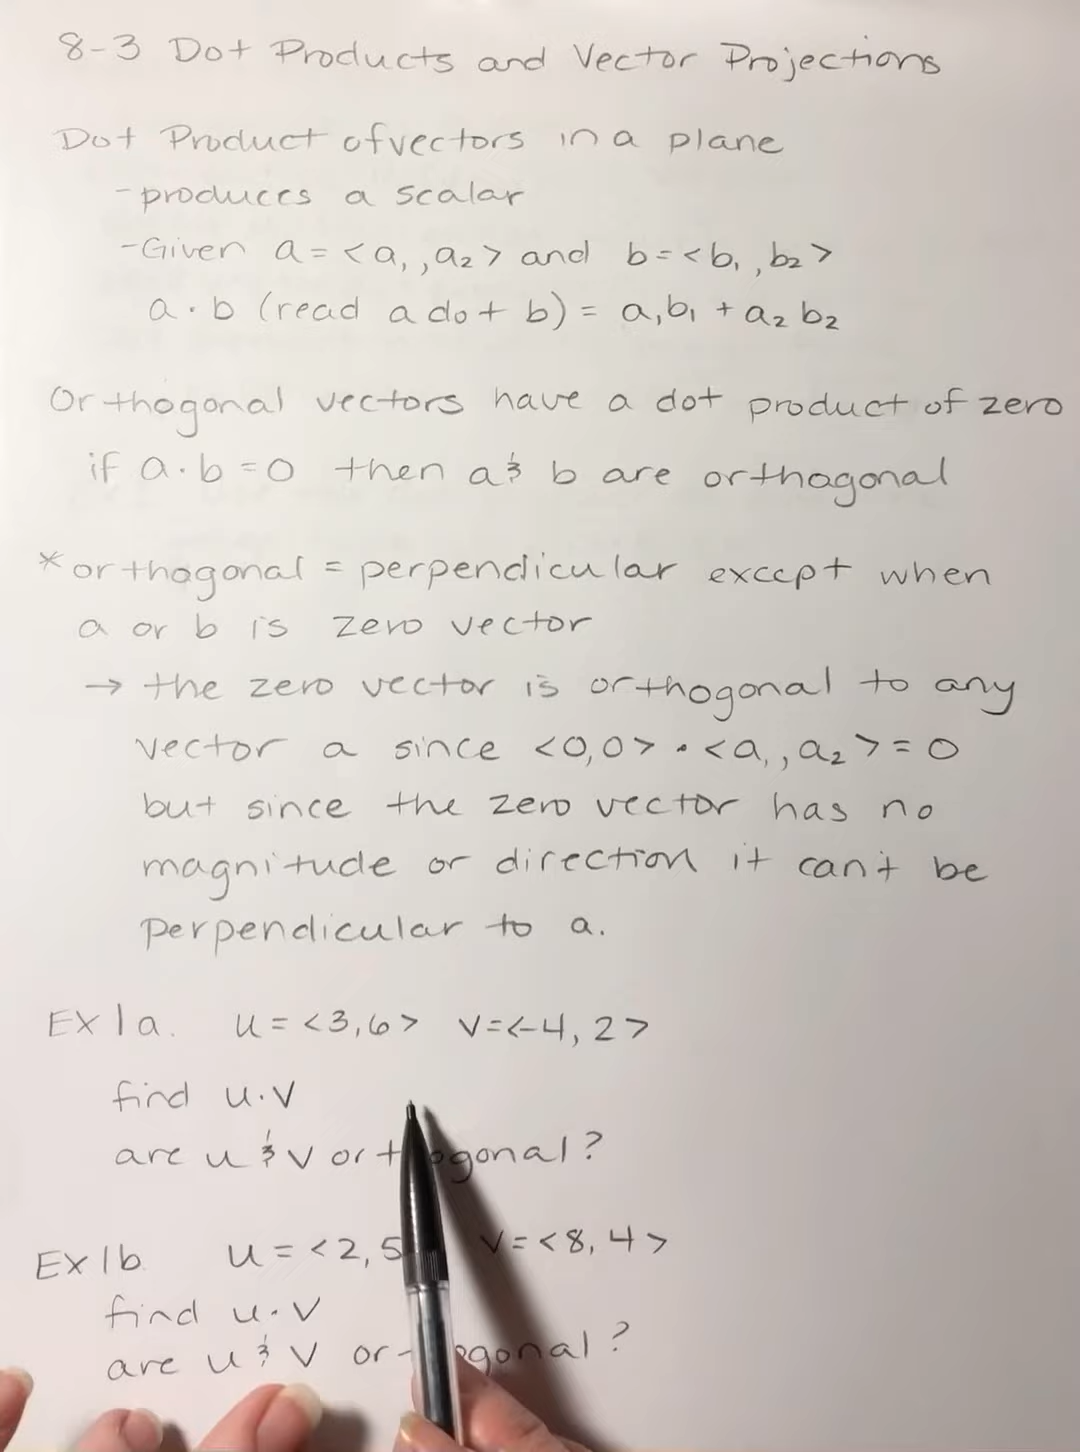 8-3 Dot Products and Vector Projections
Dot Product of vectors in a plane
- produces a scalar
- Given a = <a₁, a₂> and b = <b₁, b₂>
a · b (read a dot b) = a₁b₁ + a₂b₂
Orthogonal vectors have a dot product of zero
if a · b = 0 then a & b are orthagonal
* orthagonal = perpendicular except when
a or b is zero vector
→ the zero vector is orthogonal to any
vector a since <0,0> · <a₁, a₂> = 0
but since the zero vector has no
magnitude or direction it can't be
perpendicular to a.
Ex 1a. u = <3,6> v = <-4, 2>
find u · v
are u & v
Ex 1b u = <2,5 v = <8, 4>
find u · v
are u & v